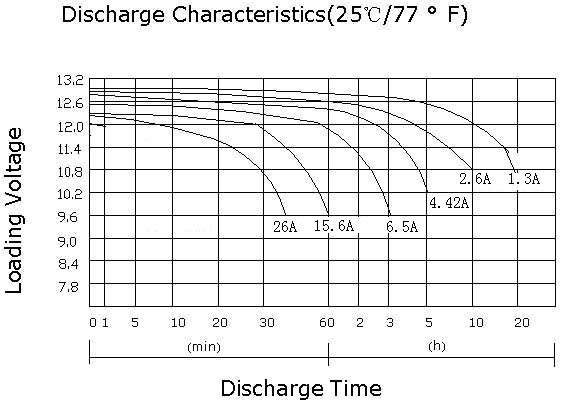 Discharge Characteristics(25℃/77 ° F)
Loading Voltage
13.2
12.6
12.0
11.4
10.8
10.2
9.6
9.0
8.4
7.8
26A 15.6A 6.5A 4.42A 2.6A 1.3A
0 1 5 10 20 30 60 2 3 5 10 20
(min) (h)
Discharge Time